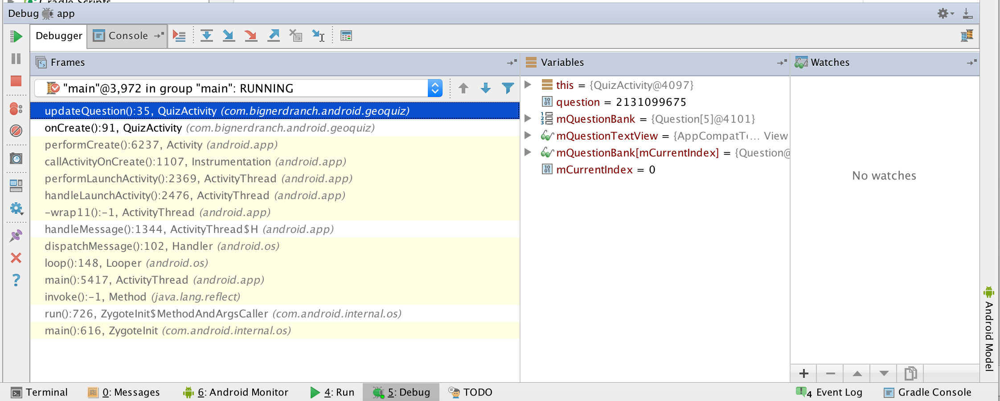 Gradle Scripts
Debug app
Debugger
Console
Frames
Variables
Watches
"main"@3,972 in group "main": RUNNING
updateQuestion():35, QuizActivity (com.bignerdranch.android.geoquiz)
onCreate():91, QuizActivity (com.bignerdranch.android.geoquiz)
performCreate():6237, Activity (android.app)
callActivityOnCreate():1107, Instrumentation (android.app)
performLaunchActivity():2369, ActivityThread (android.app)
handleLaunchActivity():2476, ActivityThread (android.app)
-wrap11():-1, ActivityThread (android.app)
handleMessage():1344, ActivityThread$H (android.app)
dispatchMessage():102, Handler (android.os)
loop():148, Looper (android.os)
main():5417, ActivityThread (android.app)
invoke():-1, Method (java.lang.reflect)
run():726, ZygoteInit$MethodAndArgsCaller (com.android.internal.os)
main():616, ZygoteInit (com.android.internal.os)
this = {QuizActivity@4097}
question = 2131099675
mQuestionBank = {Question[5]@4101}
mQuestionTextView = {AppCompatT… View
mQuestionBank[mCurrentIndex] = {Question@
mCurrentIndex = 0
No watches
Android Model
Terminal
0: Messages
6: Android Monitor
4: Run
5: Debug
TODO
4 Event Log
Gradle Console